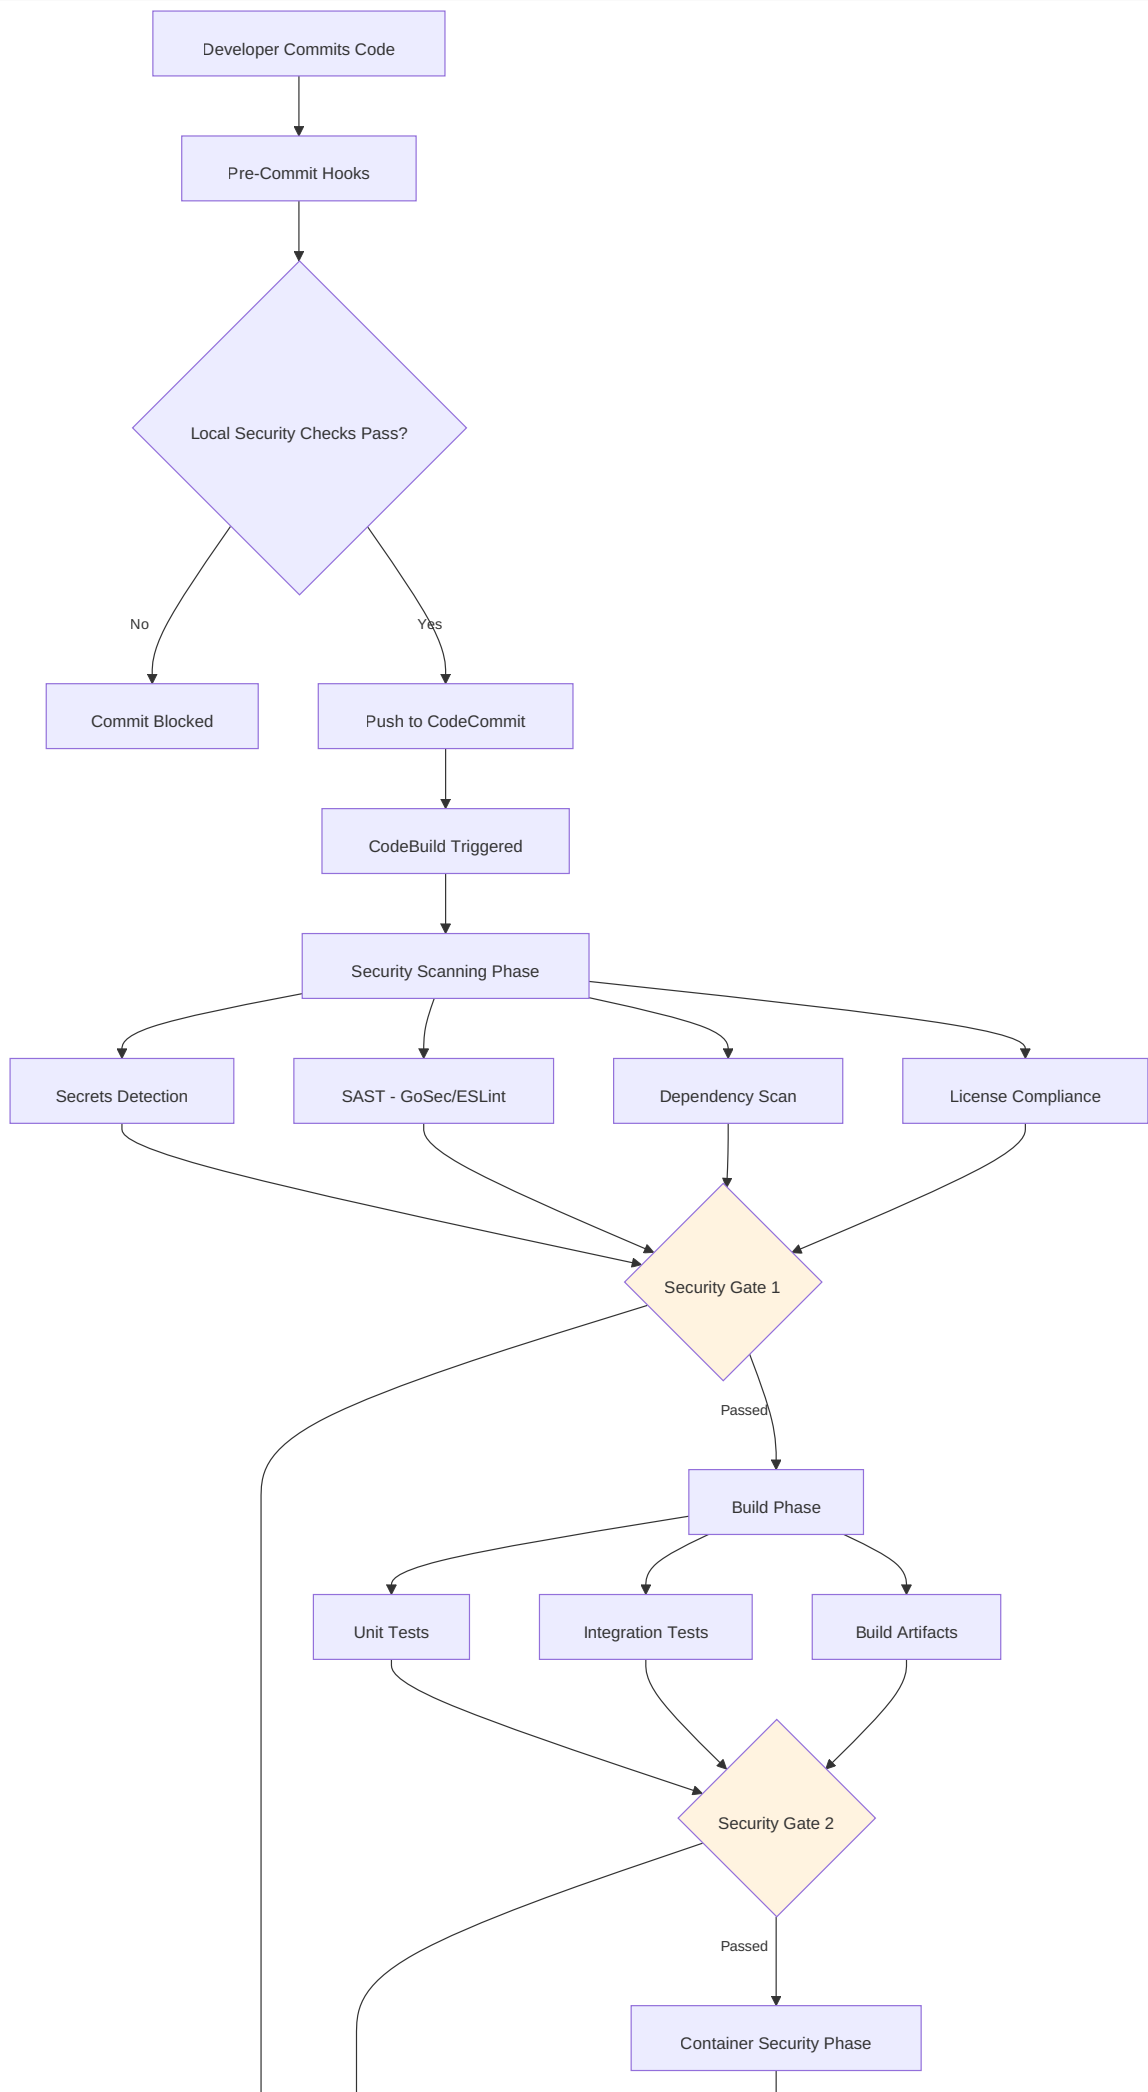 Developer Commits Code
Pre-Commit Hooks
Local Security Checks Pass?
No
Yes
Commit Blocked
Push to CodeCommit
CodeBuild Triggered
Security Scanning Phase
Secrets Detection
SAST - GoSec/ESLint
Dependency Scan
License Compliance
Security Gate 1
Passed
Build Phase
Unit Tests
Integration Tests
Build Artifacts
Security Gate 2
Passed
Container Security Phase